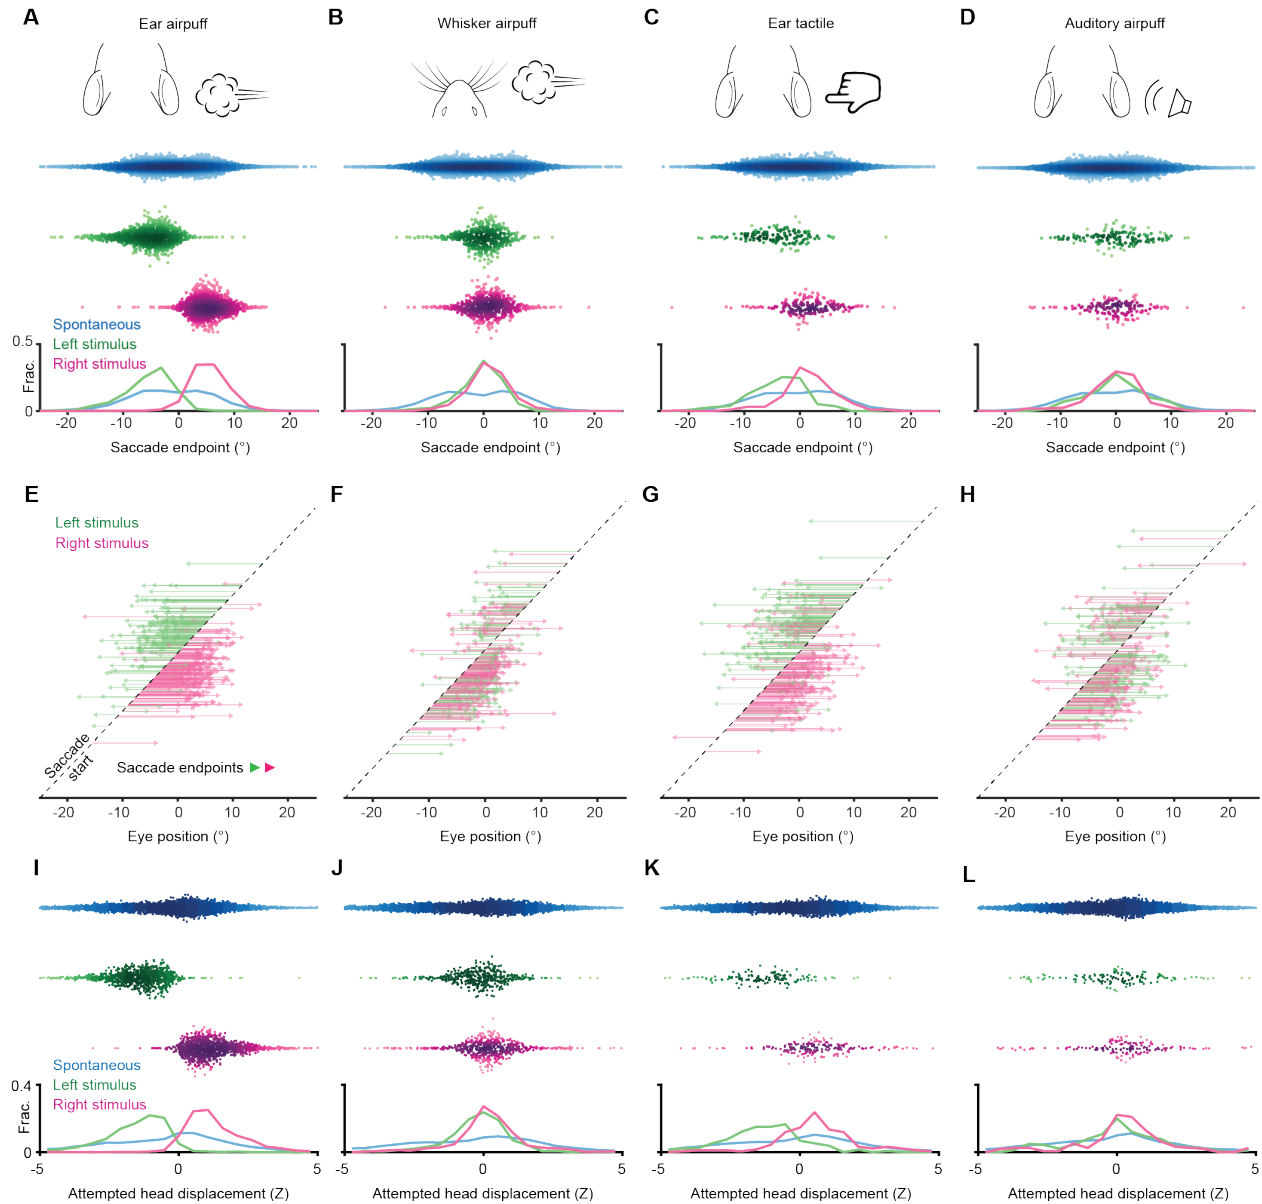 A
Ear airpuff
B
Whisker airpuff
C
Ear tactile
D
Auditory airpuff
Spontaneous
Left stimulus
Right stimulus
0.5
Frac.
0
-20 -10 0 10 20
Saccade endpoint (°)
-20 -10 0 10 20
Saccade endpoint (°)
-20 -10 0 10 20
Saccade endpoint (°)
-20 -10 0 10 20
Saccade endpoint (°)
E
Left stimulus
Right stimulus
Saccade
start
Saccade endpoints
-20 -10 0 10 20
Eye position (°)
F
-20 -10 0 10 20
Eye position (°)
G
-20 -10 0 10 20
Eye position (°)
H
-20 -10 0 10 20
Eye position (°)
I
Spontaneous
Left stimulus
Right stimulus
0.4
Frac.
0
-5 0 5
Attempted head displacement (Z)
J
-5 0 5
Attempted head displacement (Z)
K
-5 0 5
Attempted head displacement (Z)
L
-5 0 5
Attempted head displacement (Z)